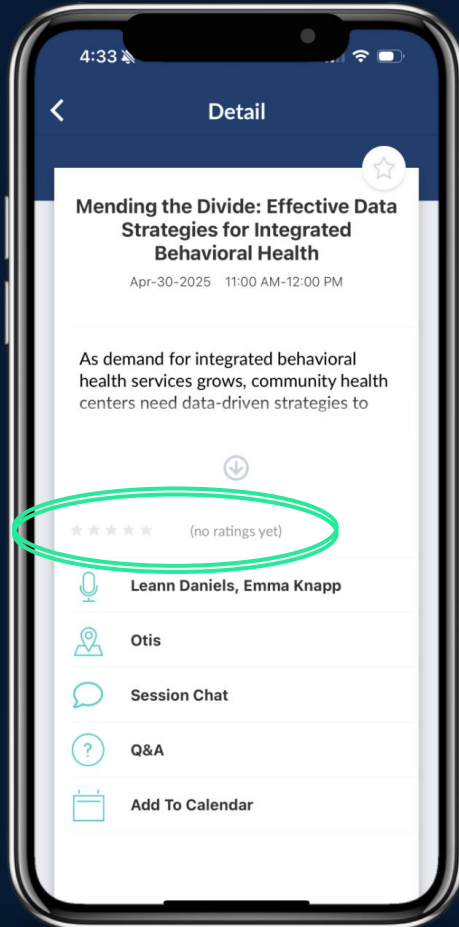 4:33
Detail
Mending the Divide: Effective Data
Strategies for Integrated
Behavioral Health
Apr-30-2025 11:00 AM-12:00 PM
As demand for integrated behavioral
health services grows, community health
centers need data-driven strategies to
(no ratings yet)
Leann Daniels, Emma Knapp
Otis
Session Chat
?
Q&A
Add To Calendar